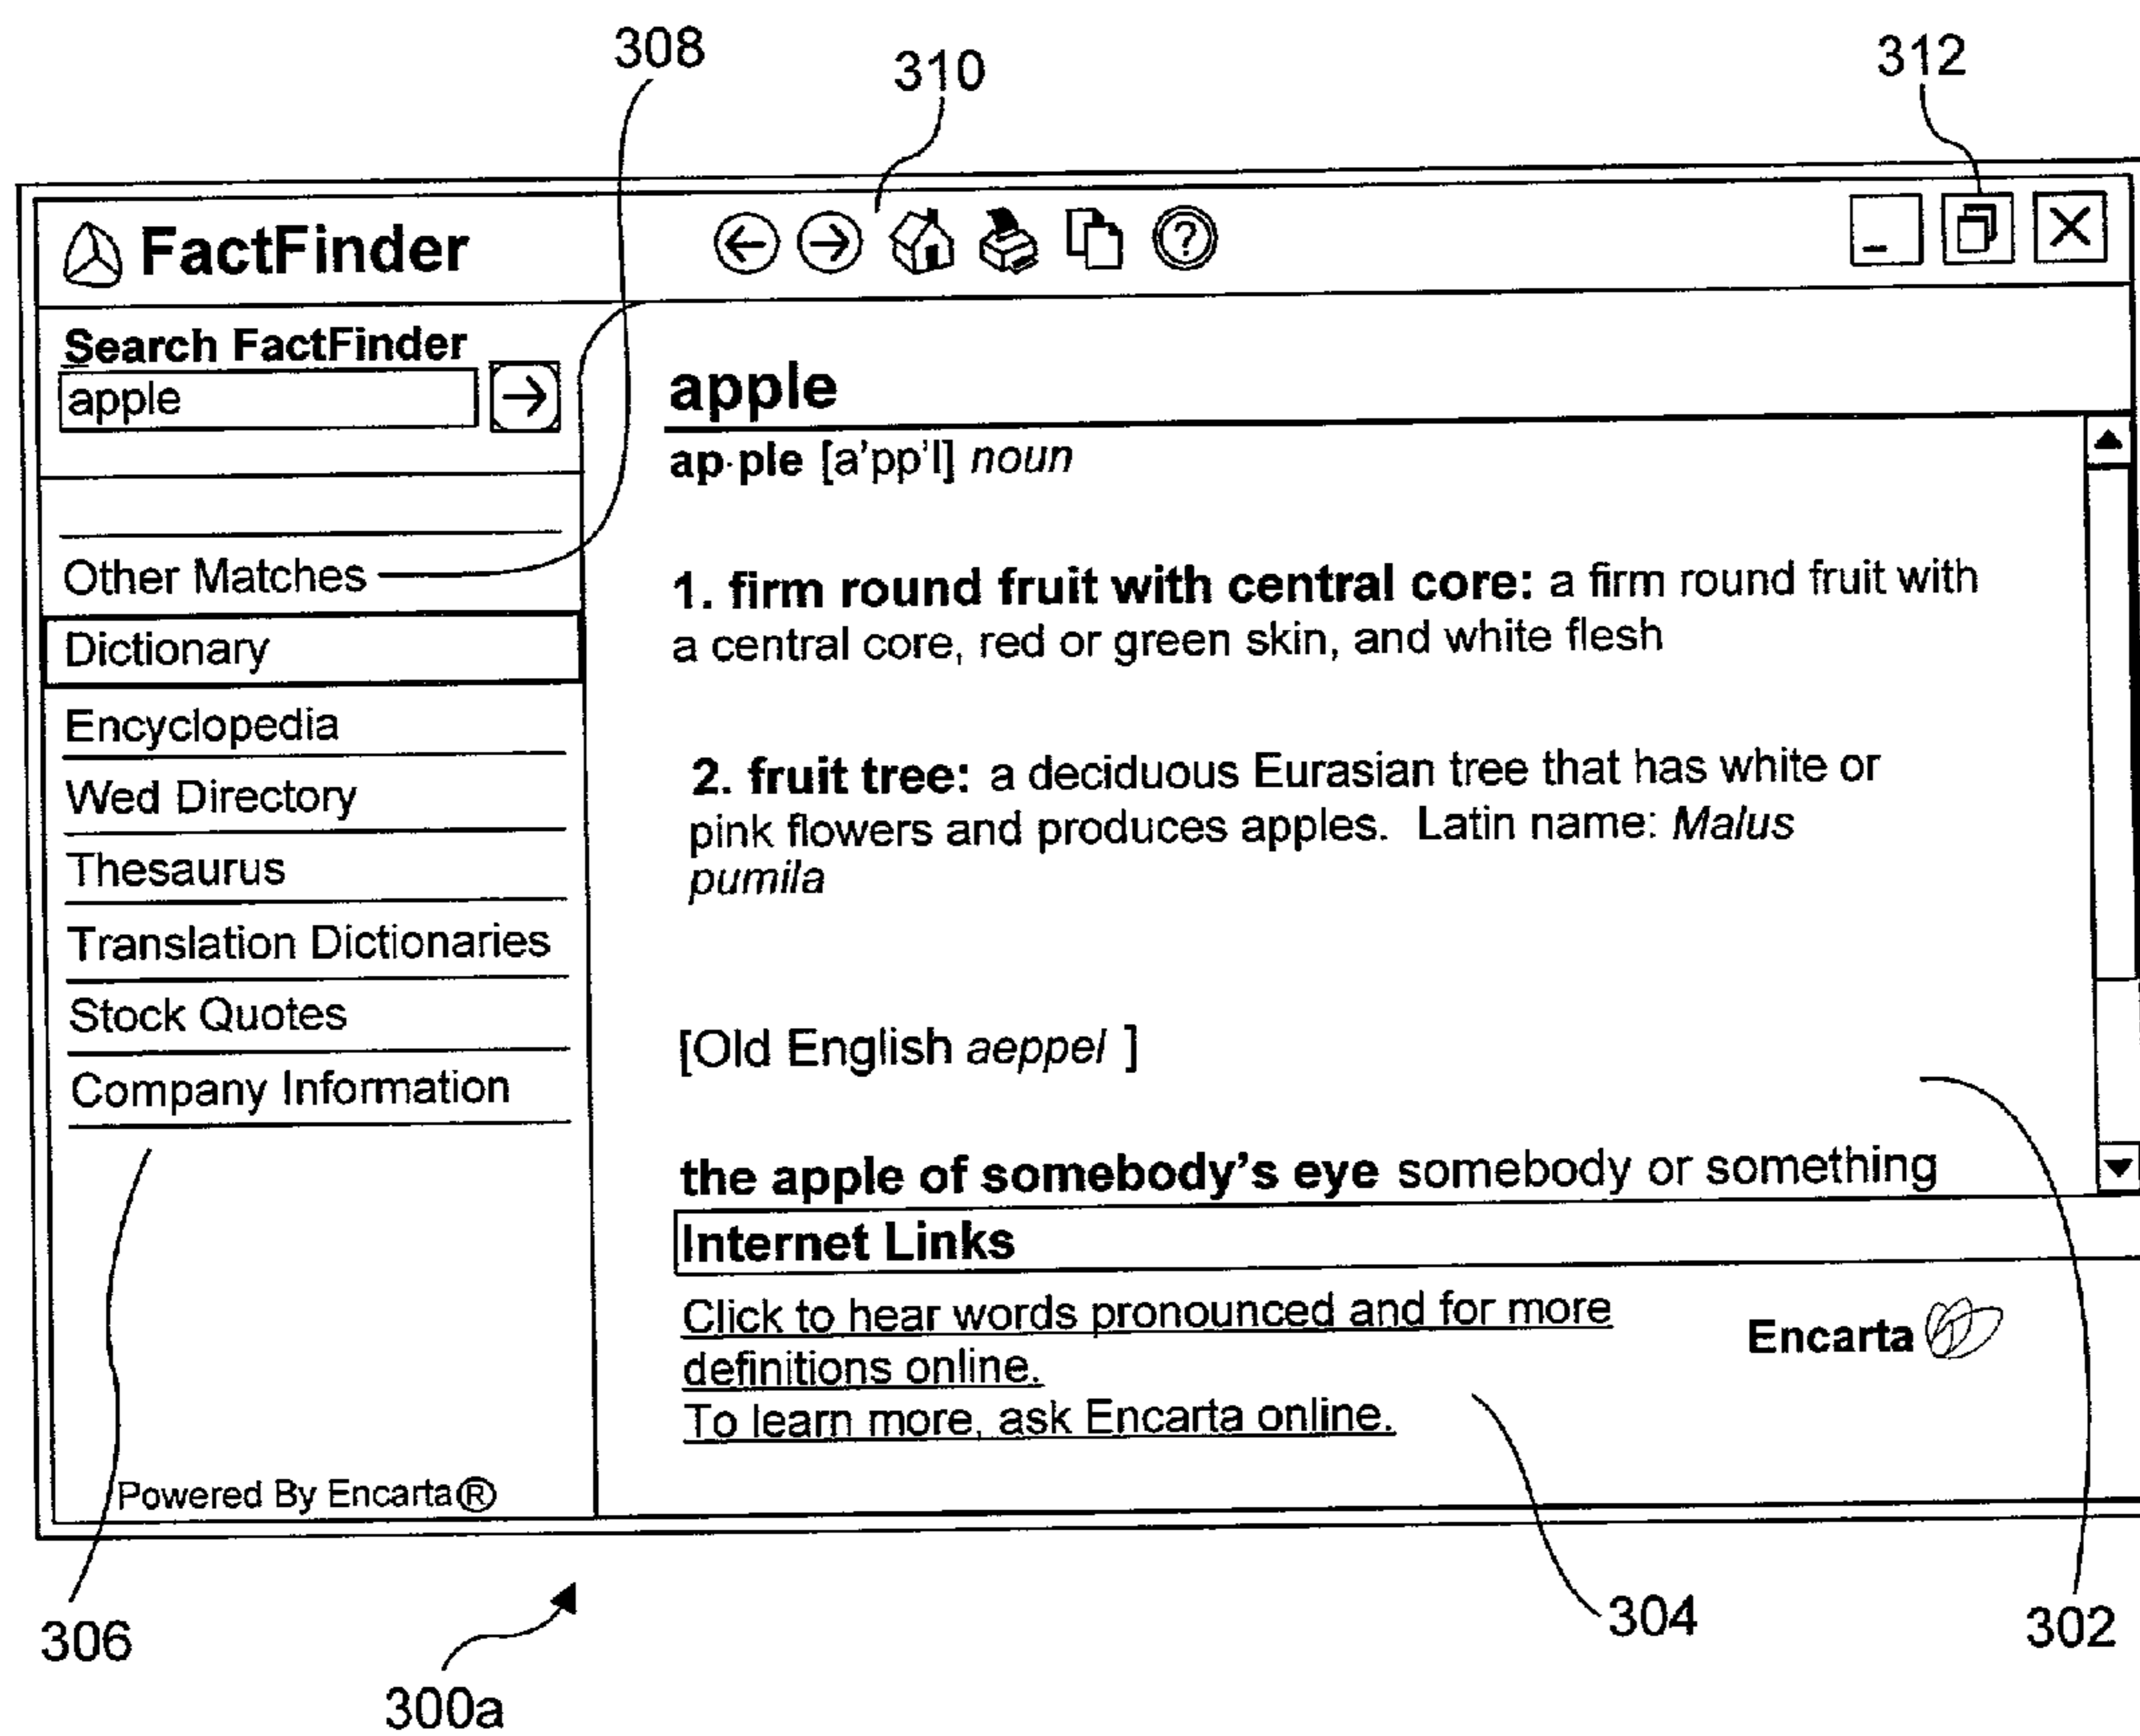 308
310
312
FactFinder
Search FactFinder
apple
Other Matches
Dictionary
Encyclopedia
Wed Directory
Thesaurus
Translation Dictionaries
Stock Quotes
Company Information
Powered By Encarta®
apple
ap·ple [a'pp'l] noun
1. firm round fruit with central core: a firm round fruit with
a central core, red or green skin, and white flesh
2. fruit tree: a deciduous Eurasian tree that has white or
pink flowers and produces apples. Latin name: Malus
pumila
[Old English aeppel ]
the apple of somebody's eye somebody or something
Internet Links
Click to hear words pronounced and for more
definitions online.
To learn more, ask Encarta online.
Encarta
306
300a
304
302